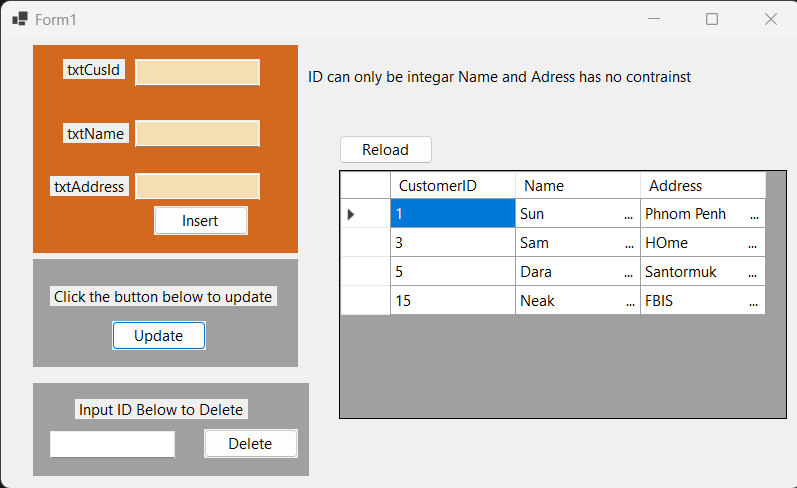 Form1
txtCusId
ID can only be integar Name and Adress has no contrainst
txtName
txtAddress
Insert
Reload
CustomerID Name Address
1 Sun ... Phnom Penh ...
3 Sam ... HOme ...
5 Dara ... Santormuk ...
15 Neak ... FBIS ...
Click the button below to update
Update
Input ID Below to Delete
Delete